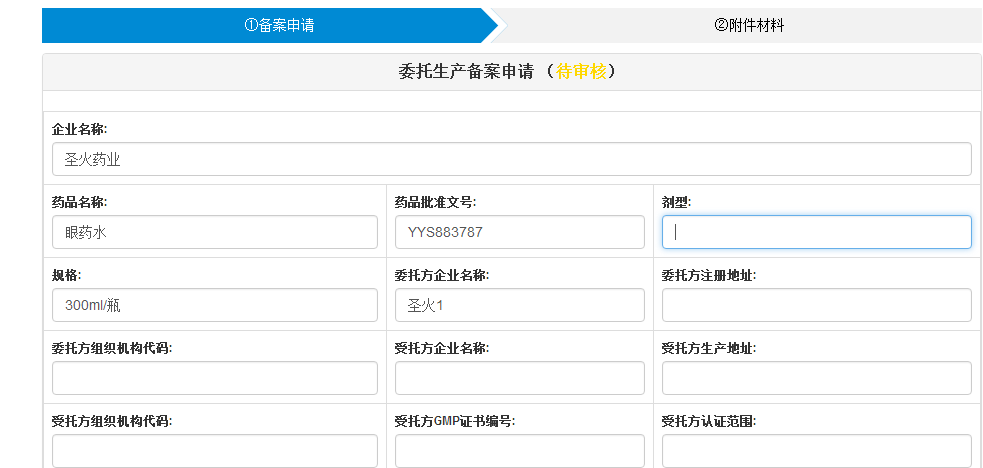 ①备案申请 ②附件材料
委托生产备案申请 （待审核）
企业名称:
圣火药业
药品名称: 药品批准文号: 剂型:
眼药水 YYS883787
规格: 委托方企业名称: 委托方注册地址:
300ml/瓶 圣火1
委托方组织机构代码: 受托方企业名称: 受托方生产地址:
受托方组织机构代码: 受托方GMP证书编号: 受托方认证范围: